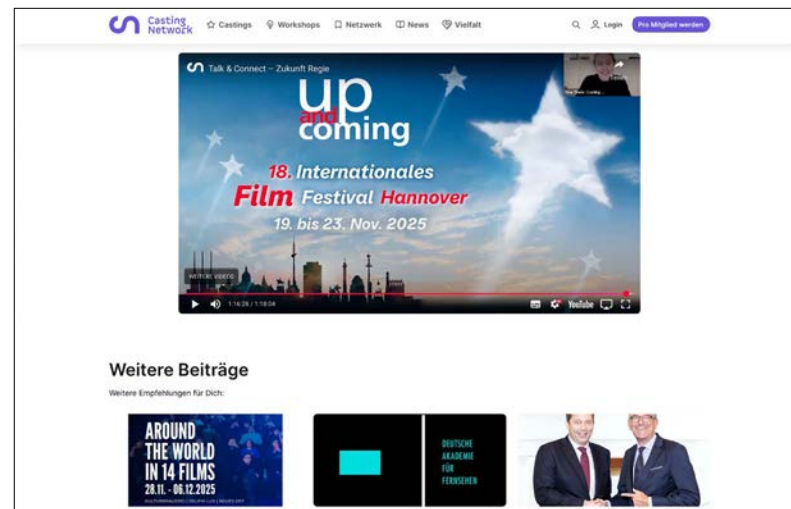 Casting
Network
Castings
Workshops
Netzwerk
News
Vielfalt
Login
Pro Mitglied werden
Talk & Connect – Zukunft Regie
up
and
coming
18. Internationales
Film Festival Hannover
19. bis 23. Nov. 2025
WEITERE VIDEOS
1:16:26 / 1:18:04
YouTube
Weitere Beiträge
Weitere Empfehlungen für Dich:
AROUND
THE WORLD
IN 14 FILMS
28.11. - 06.12.2025
DEUTSCHE
AKADEMIE
FÜR
FERNSEHEN